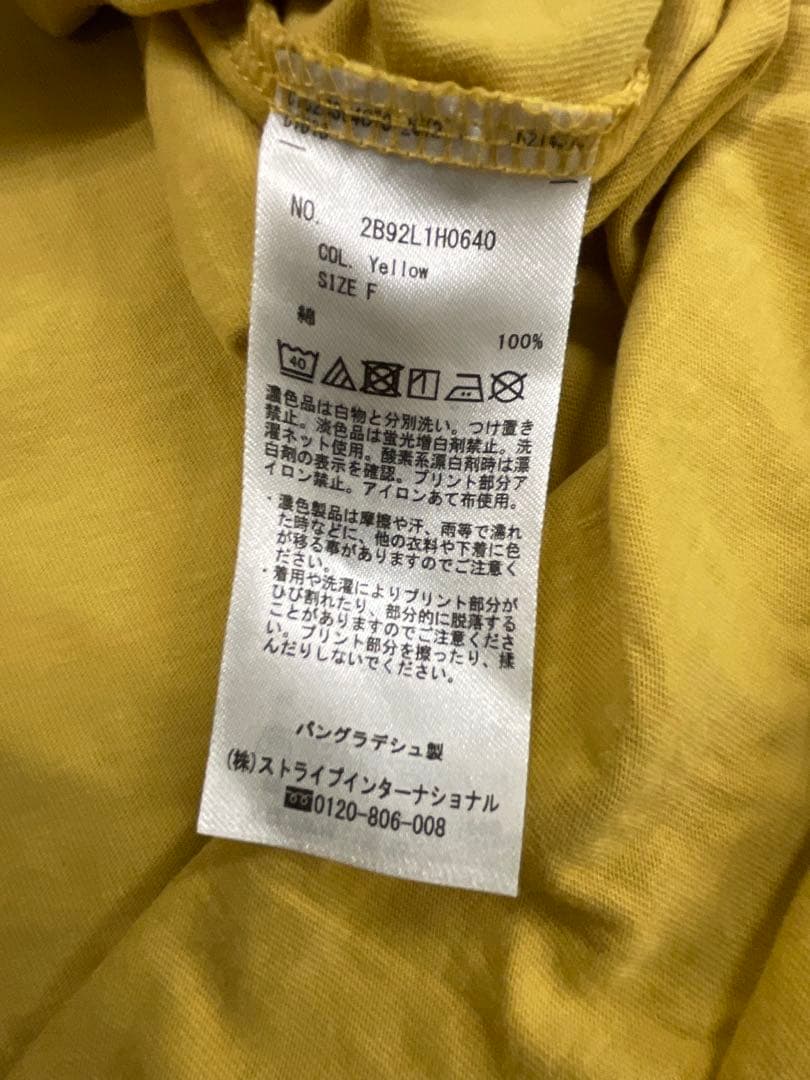 NO. 2B92L1H0640
COL. Yellow
SIZE F
綿 100%
40
濃色品は白物と分別洗い。つけ置き
禁止。淡色品は蛍光増白剤禁止。洗
濯ネット使用。酸素系漂白剤時は漂
白剤の表示を確認。プリント部分ア
イロン禁止。アイロンあて布使用。
・濃色製品は摩擦や汗、雨等で濡れ
た時などに、他の衣料や下着に色
が移る事がありますのでご注意く
ださい。
・着用や洗濯によりプリント部分が
ひび割れたり、部分的に脱落する
ことがありますのでご注意くださ
い。プリント部分を擦ったり、揉
んだりしないでください。
バングラデシュ製
(株)ストライプインターナショナル
0120-806-008